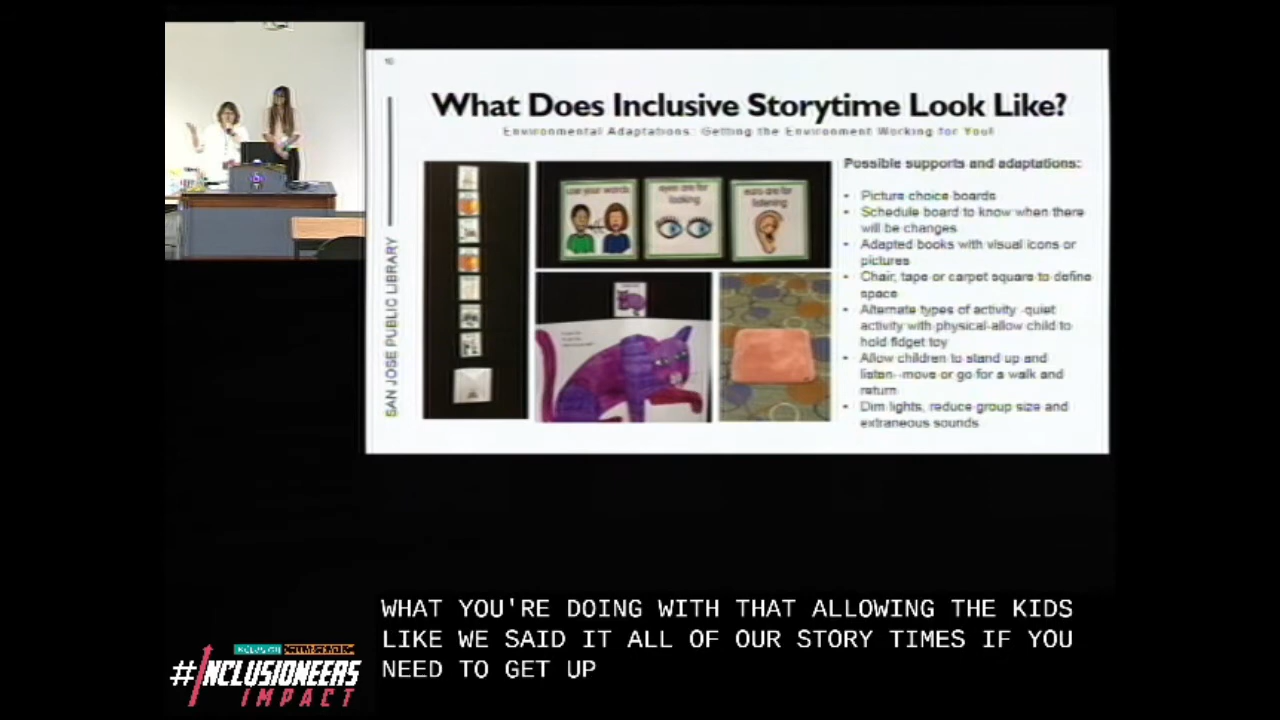 16
What Does Inclusive Storytime Look Like?
Environmental Adaptations: Getting the Environment Working for You!
SAN JOSE PUBLIC LIBRARY
use your words
eyes are for
looking
ears are for
listening
Possible supports and adaptations:
• Picture choice boards
• Schedule board to know when there
will be changes
• Adapted books with visual icons or
pictures
• Chair, tape or carpet square to define
space
• Alternate types of activity -quiet
activity with physical-allow child to
hold fidget toy
• Allow children to stand up and
listen--move or go for a walk and
return
• Dim lights, reduce group size and
extraneous sounds
WHAT YOU'RE DOING WITH THAT ALLOWING THE KIDS
LIKE WE SAID IT ALL OF OUR STORY TIMES IF YOU
NEED TO GET UP
INCLUSION
#INCLUSIONEERS
IMPACT